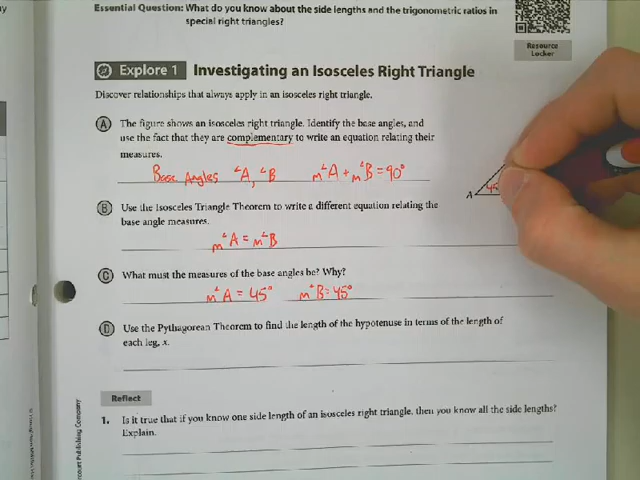 Essential Question: What do you know about the side lengths and the trigonometric ratios in
special right triangles?
Resource
Locker
Explore 1 Investigating an Isosceles Right Triangle
Discover relationships that always apply in an isosceles right triangle.
A The figure shows an isosceles right triangle. Identify the base angles, and
use the fact that they are complementary to write an equation relating their
measures.
Base Angles ∠A, ∠B m∠A + m∠B = 90°
A 45
B Use the Isosceles Triangle Theorem to write a different equation relating the
base angle measures.
m∠A = m∠B
C What must the measures of the base angles be? Why?
m∠A = 45° m∠B = 45°
D Use the Pythagorean Theorem to find the length of the hypotenuse in terms of the length of
each leg, x.
Reflect
1. Is it true that if you know one side length of an isosceles right triangle, then you know all the side lengths?
Explain.
court Publishing Company